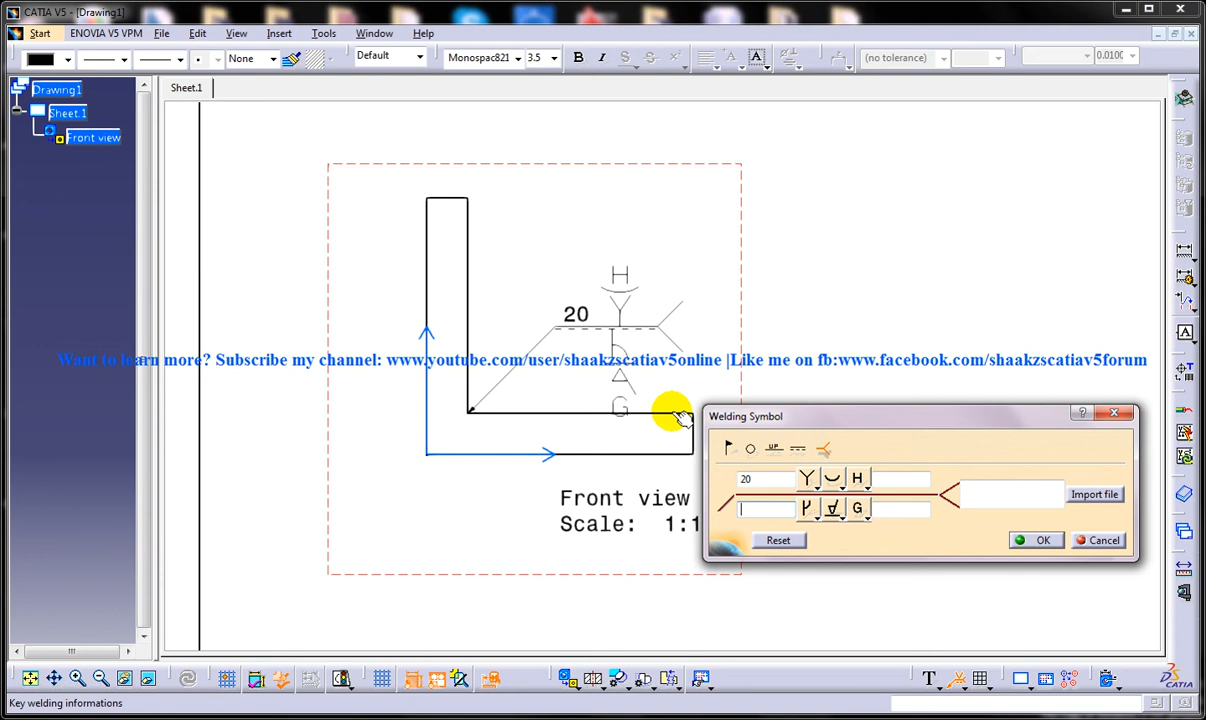 CATIA V5 - [Drawing1]
Start ENOVIA V5 VPM File Edit View Insert Tools Window Help
None Default Monospac821 3.5 B I S S (no tolerance) 0.0100
Drawing1
Sheet.1
Front view
Sheet.1
H
20
Want to learn more? Subscribe my channel: www.youtube.com/user/shaakzscatiav5online |Like me on fb:www.facebook.com/shaakzscatiav5forum
G
Front view
Scale: 1:1
Welding Symbol
UP
20 H
G
Import file
Reset OK Cancel
T
CATIA
Key welding informations